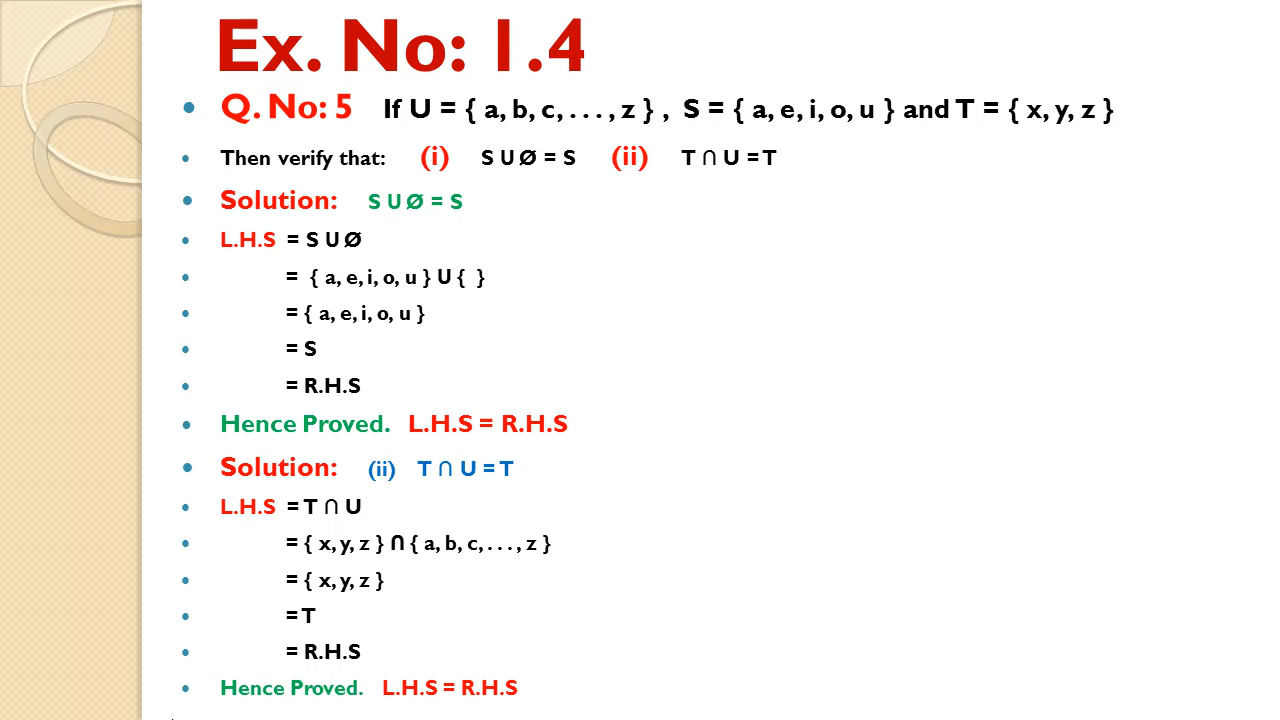 Ex. No: 1.4
• Q. No: 5 If U = { a, b, c, . . . , z } , S = { a, e, i, o, u } and T = { x, y, z }
• Then verify that: (i) S U Ø = S (ii) T ∩ U = T
• Solution: S U Ø = S
• L.H.S = S U Ø
• = { a, e, i, o, u } U { }
• = { a, e, i, o, u }
• = S
• = R.H.S
• Hence Proved. L.H.S = R.H.S
• Solution: (ii) T ∩ U = T
• L.H.S = T ∩ U
• = { x, y, z } ∩ { a, b, c, . . . , z }
• = { x, y, z }
• = T
• = R.H.S
• Hence Proved. L.H.S = R.H.S